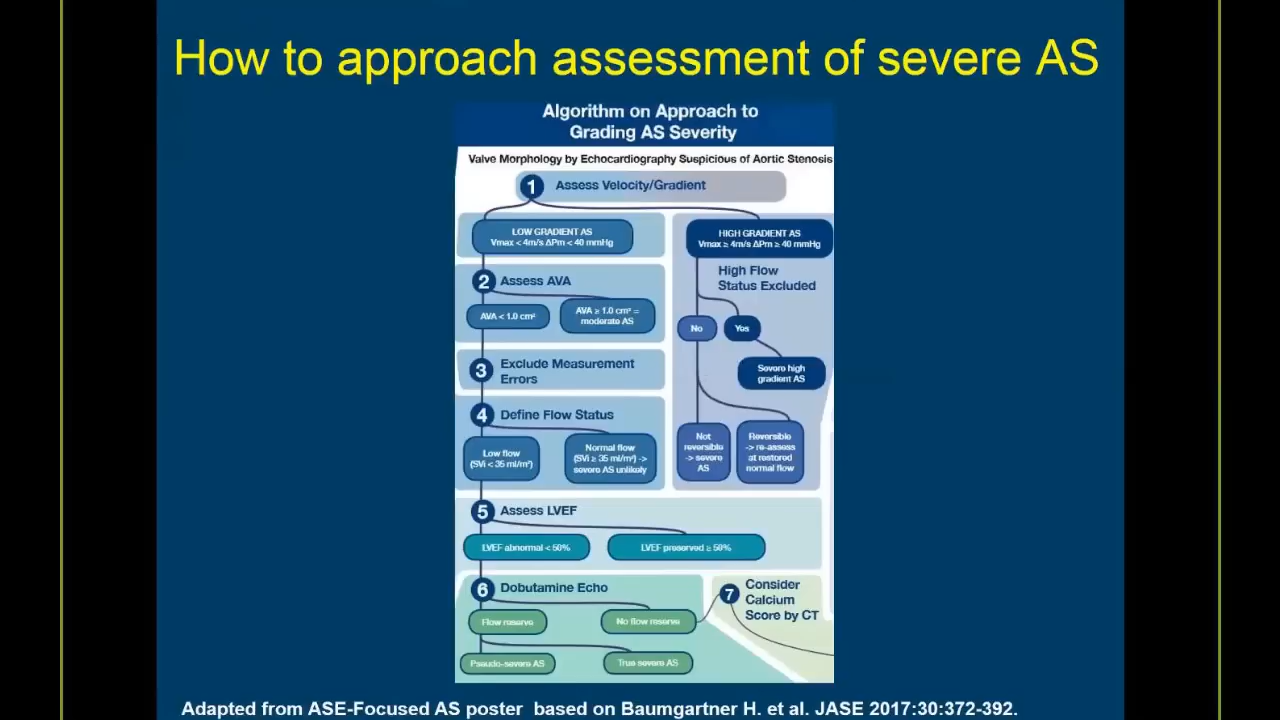 How to approach assessment of severe AS
Algorithm on Approach to
Grading AS Severity
Valve Morphology by Echocardiography Suspicious of Aortic Stenosis
1 Assess Velocity/Gradient
LOW GRADIENT AS
Vmax < 4m/s ΔPm < 40 mmHg
HIGH GRADIENT AS
Vmax ≥ 4m/s ΔPm ≥ 40 mmHg
2 Assess AVA
AVA < 1.0 cm²
AVA ≥ 1.0 cm² =
moderate AS
High Flow
Status Excluded
No
Yes
Severe high
gradient AS
3 Exclude Measurement
Errors
4 Define Flow Status
Low flow
(SVi < 35 ml/m²)
Normal flow
(SVi ≥ 35 ml/m²) ->
severe AS unlikely
Not
reversible
-> severe
AS
Reversible
-> re-assess
at restored
normal flow
5 Assess LVEF
LVEF abnormal < 50%
LVEF preserved ≥ 50%
6 Dobutamine Echo
Flow reserve
No flow reserve
Pseudo-severe AS
True severe AS
7 Consider
Calcium
Score by CT
Adapted from ASE-Focused AS poster based on Baumgartner H. et al. JASE 2017:30:372-392.